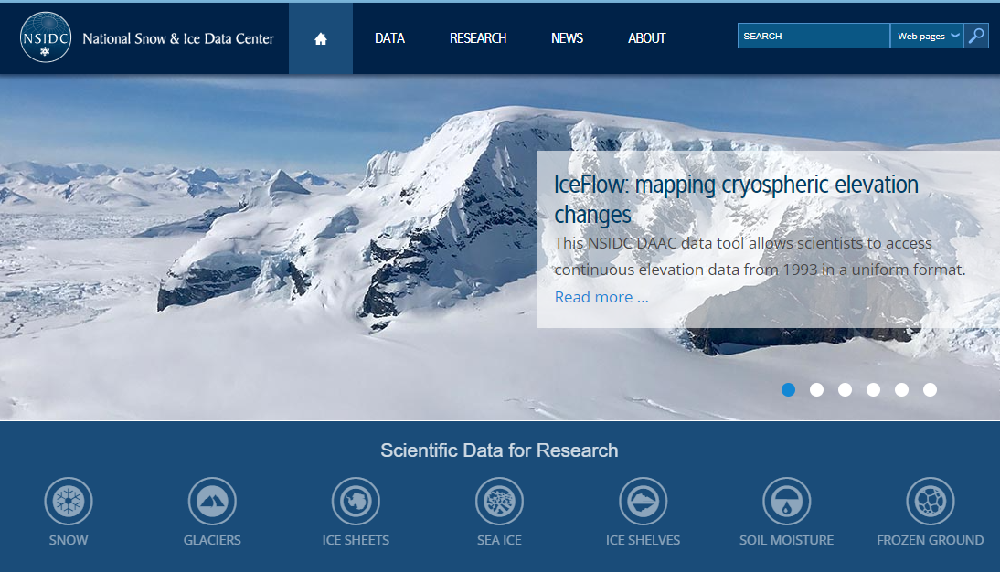 NSIDC
National Snow & Ice Data Center
DATA
RESEARCH
NEWS
ABOUT
SEARCH
Web pages
IceFlow: mapping cryospheric elevation
changes
This NSIDC DAAC data tool allows scientists to access
continuous elevation data from 1993 in a uniform format.
Read more ...
Scientific Data for Research
SNOW
GLACIERS
ICE SHEETS
SEA ICE
ICE SHELVES
SOIL MOISTURE
FROZEN GROUND